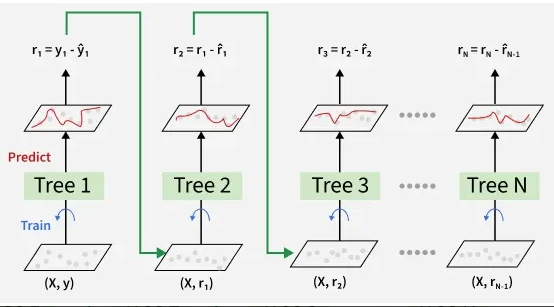 r₁ = y₁ - ŷ₁
r₂ = r₁ - r̂₁
r₃ = r₂ - r̂₂
r_N = r_N - r̂_N-1
Predict
Tree 1
Tree 2
Tree 3
Tree N
Train
(X, y)
(X, r₁)
(X, r₂)
(X, r_N-1)